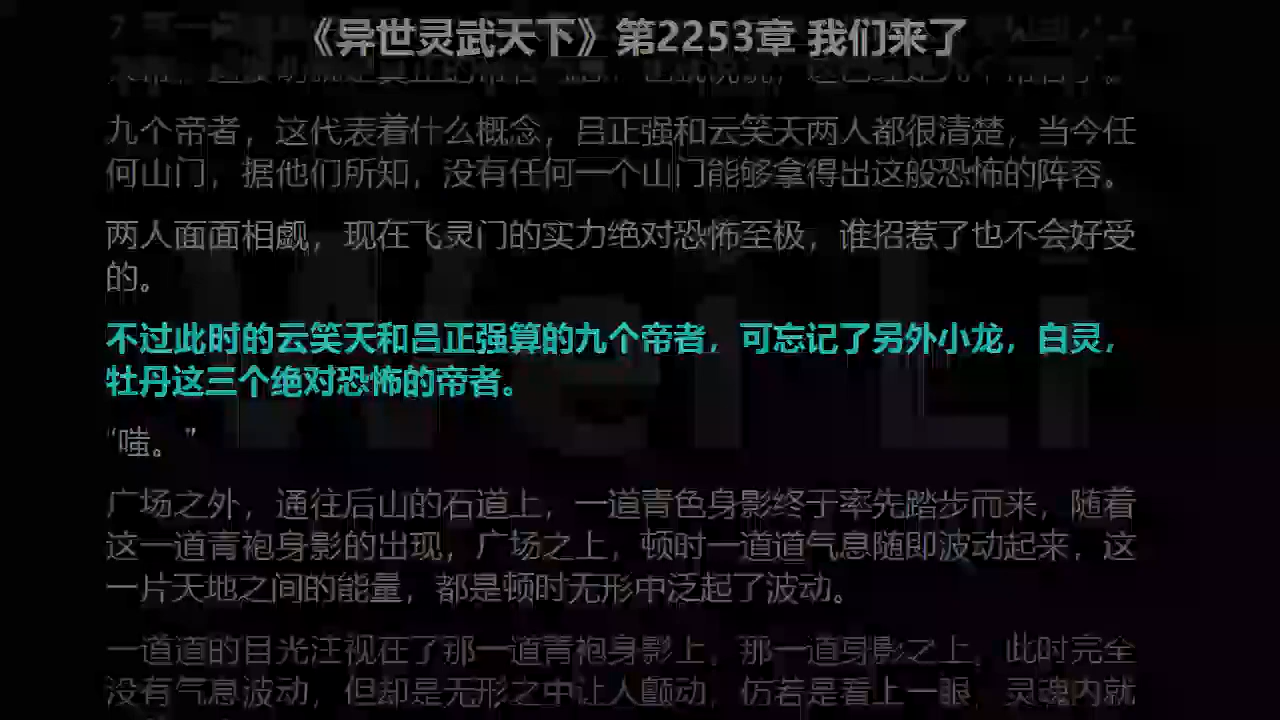 《异世灵武天下》第2253章 我们来了
九个帝者，这代表着什么概念，吕正强和云笑天两人都很清楚，当今任
何山门，据他们所知，没有任何一个山门能够拿得出这般恐怖的阵容。
两人面面相觑，现在飞灵门的实力绝对恐怖至极，谁招惹了也不会好受
的。
不过此时的云笑天和吕正强算的九个帝者，可忘记了另外小龙，白灵，
牡丹这三个绝对恐怖的帝者。
“嗤。”
广场之外，通往后山的石道上，一道青色身影终于率先踏步而来，随着
这一道青袍身影的出现，广场之上，顿时一道道气息随即波动起来，这
一片天地之间的能量，都是顿时无形中泛起了波动。
一道道的目光注视在了那一道青袍身影上，那一道身影之上，此时完全
没有气息波动，但却是无形之中让人颤动，仿若是看上一眼，灵魂内就